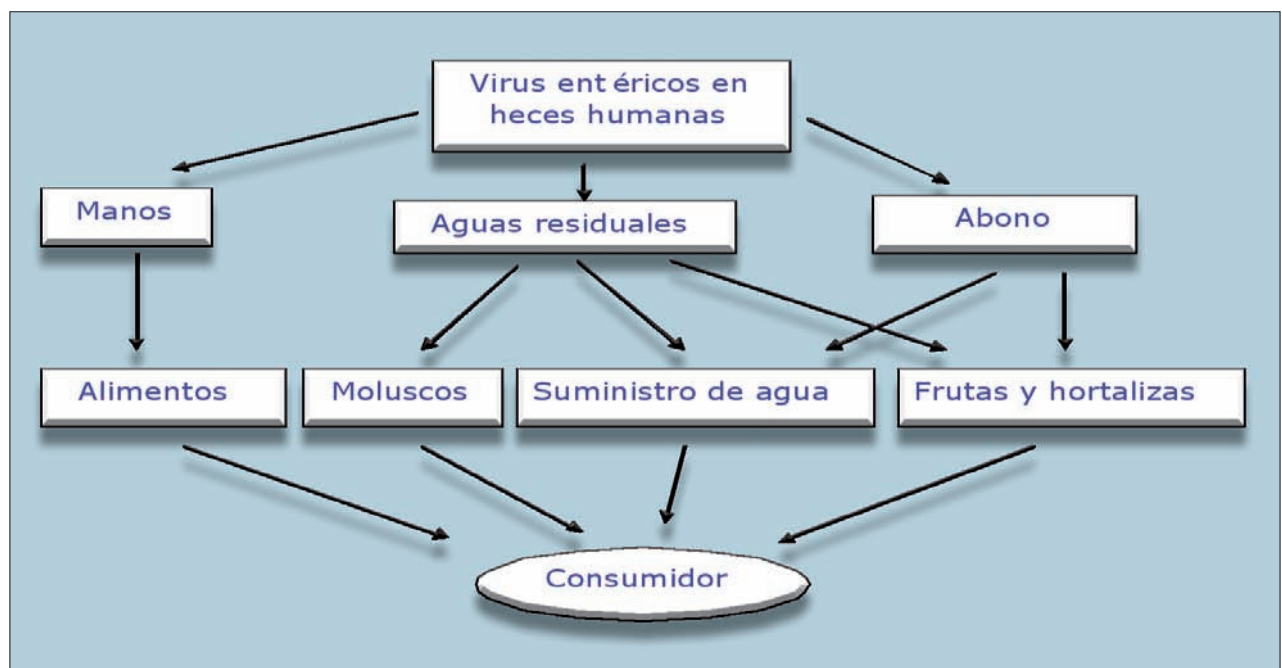 Virus entéricos en
heces humanas
Manos
Aguas residuales
Abono
Alimentos
Moluscos
Suministro de agua
Frutas y hortalizas
Consumidor